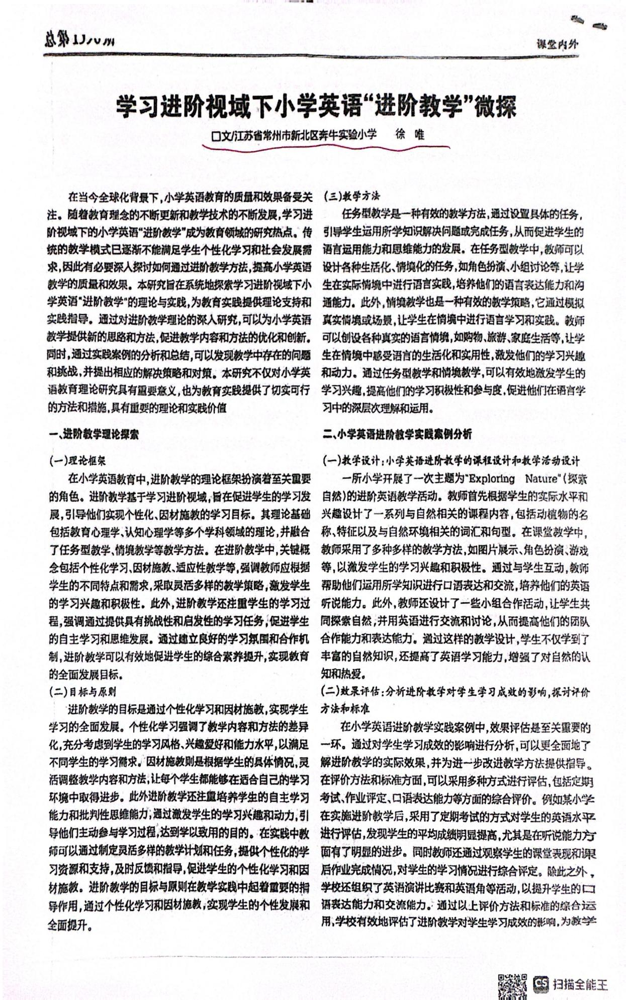 课堂内外
学习进阶视域下小学英语“进阶教学”微探
口文/江苏省常州市新北区奔牛实验小学 徐 唯
在当今全球化背景下,小学英语教育的质量和效果备受关
注。随着教育理念的不断更新和教学技术的不断发展,学习进
阶视域下的小学英语“进阶教学”成为教育领域的研究热点。传
统的教学模式已逐渐不能满足学生个性化学习和社会发展需
求,因此有必要深入探讨如何通过进阶教学方法,提高小学英语
教学的质量和效果。本研究旨在系统地探索学习进阶视域下小
学英语“进阶教学”的理论与实践,为教育实践提供理论支持和
实践指导。通过对进阶教学理论的深入研究,可以为小学英语
教学提供新的思路和方法,促进教学内容和方法的优化和创新。
同时,通过实践案例的分析和总结,可以发现教学中存在的问题
和挑战,并提出相应的解决策略和对策。本研究不仅对小学英
语教育理论研究具有重要意义,也为教育实践提供了切实可行
的方法和措施,具有重要的理论和实践价值
一、进阶教学理论探索
(一)理论框架
在小学英语教育中,进阶教学的理论框架扮演着至关重要
的角色。进阶教学基于学习进阶视域,旨在促进学生的学习发
展,引导他们实现个性化、因材施教的学习目标。其理论基础
包括教育心理学、认知心理学等多个学科领域的理论,并融合
了任务型教学、情境教学等教学方法。在进阶教学中,关键概
念包括个性化学习、因材施教、适应性教学等,强调教师应根据
学生的不同特点和需求,采取灵活多样的教学策略,激发学生
的学习兴趣和积极性。此外,进阶教学还注重学生的学习过
程,强调通过提供具有挑战性和启发性的学习任务,促进学生
的自主学习和思维发展。通过建立良好的学习氛围和合作机
制,进阶教学可以有效地促进学生的综合素养提升,实现教育
的全面发展目标。
(二)目标与原则
进阶教学的目标是通过个性化学习和因材施教,实现学生
学习的全面发展。个性化学习强调了教学内容和方法的差异
化,充分考虑到学生的学习风格、兴趣爱好和能力水平,以满足
不同学生的学习需求。因材施教则是根据学生的具体情况,灵
活调整教学内容和方法,让每个学生都能够在适合自己的学习
环境中取得进步。此外进阶教学还注重培养学生的自主学习
能力和批判性思维能力,通过激发学生的学习兴趣和动力,引
导他们主动参与学习过程,达到学以致用的目的。在实践中教
师可以通过制定灵活多样的教学计划和任务,提供个性化的学
习资源和支持,及时反馈和指导,促进学生的个性化学习和因
材施教。进阶教学的目标与原则在教学实践中起着重要的指
导作用,通过个性化学习和因材施教,实现学生的个性发展和
全面提升。
(三)教学方法
任务型教学是一种有效的教学方法,通过设置具体的任务,
引导学生运用所学知识解决问题或完成任务,从而促进学生的
语言运用能力和思维能力的发展。在任务型教学中,教师可以
设计各种生活化、情境化的任务,如角色扮演、小组讨论等,让学
生在实际情境中进行语言实践,培养他们的语言表达能力和沟
通能力。此外,情境教学也是一种有效的教学策略,它通过模拟
真实情境或场景,让学生在情境中进行语言学习和实践。教师
可以创设各种真实的语言情境,如购物、旅游、家庭生活等,让学
生在情境中感受语言的生活化和实用性,激发他们的学习兴趣
和动力。通过任务型教学和情境教学,可以有效地激发学生的
学习兴趣,提高他们的学习积极性和参与度,促进他们在语言学
习中的深层次理解和运用。
二、小学英语进阶教学实践案例分析
(一)教学设计:小学英语进阶教学的课程设计和教学活动设计
一所小学开展了一次主题为“Exploring Nature”(探索
自然)的进阶英语教学活动。教师首先根据学生的实际水平和
兴趣设计了一系列与自然相关的课程内容,包括动植物的名
称、特征以及与自然环境相关的词汇和句型。在课堂教学中,
教师采用了多种多样的教学方法,如图片展示、角色扮演、游戏
等,以激发学生的学习兴趣和积极性。通过与学生互动,教师
帮助他们运用所学知识进行口语表达和交流,培养他们的英语
听说能力。此外,教师还设计了一些小组合作活动,让学生共
同探索自然,并用英语进行交流和讨论,从而提高他们的团队
合作能力和表达能力。通过这样的教学设计,学生不仅学到了
丰富的自然知识,还提高了英语学习能力,增强了对自然的认
知和热爱。
(二)效果评估:分析进阶教学对学生学习成效的影响,探讨评价
方法和标准
在小学英语进阶教学实践案例中,效果评估是至关重要的
一环。通过对学生学习成效的影响进行分析,可以更全面地了
解进阶教学的实际效果,并为进一步改进教学方法提供指导。
在评价方法和标准方面,可以采用多种方式进行评估,包括定期
考试、作业评定、口语表达能力等方面的综合评价。例如某小学
在实施进阶教学后,采用了定期考试的方式对学生的英语水平
进行评估,发现学生的平均成绩明显提高,尤其是在听说能力方
面有了明显的进步。同时教师还通过观察学生的课堂表现和课
后作业完成情况,对学生的学习情况进行综合评定。除此之外,
学校还组织了英语演讲比赛和英语角等活动,以提升学生的口
语表达能力和交流能力。通过以上评价方法和标准的综合运
用,学校有效地评估了进阶教学对学生学习成效的影响,为教学
CS 扫描全能王